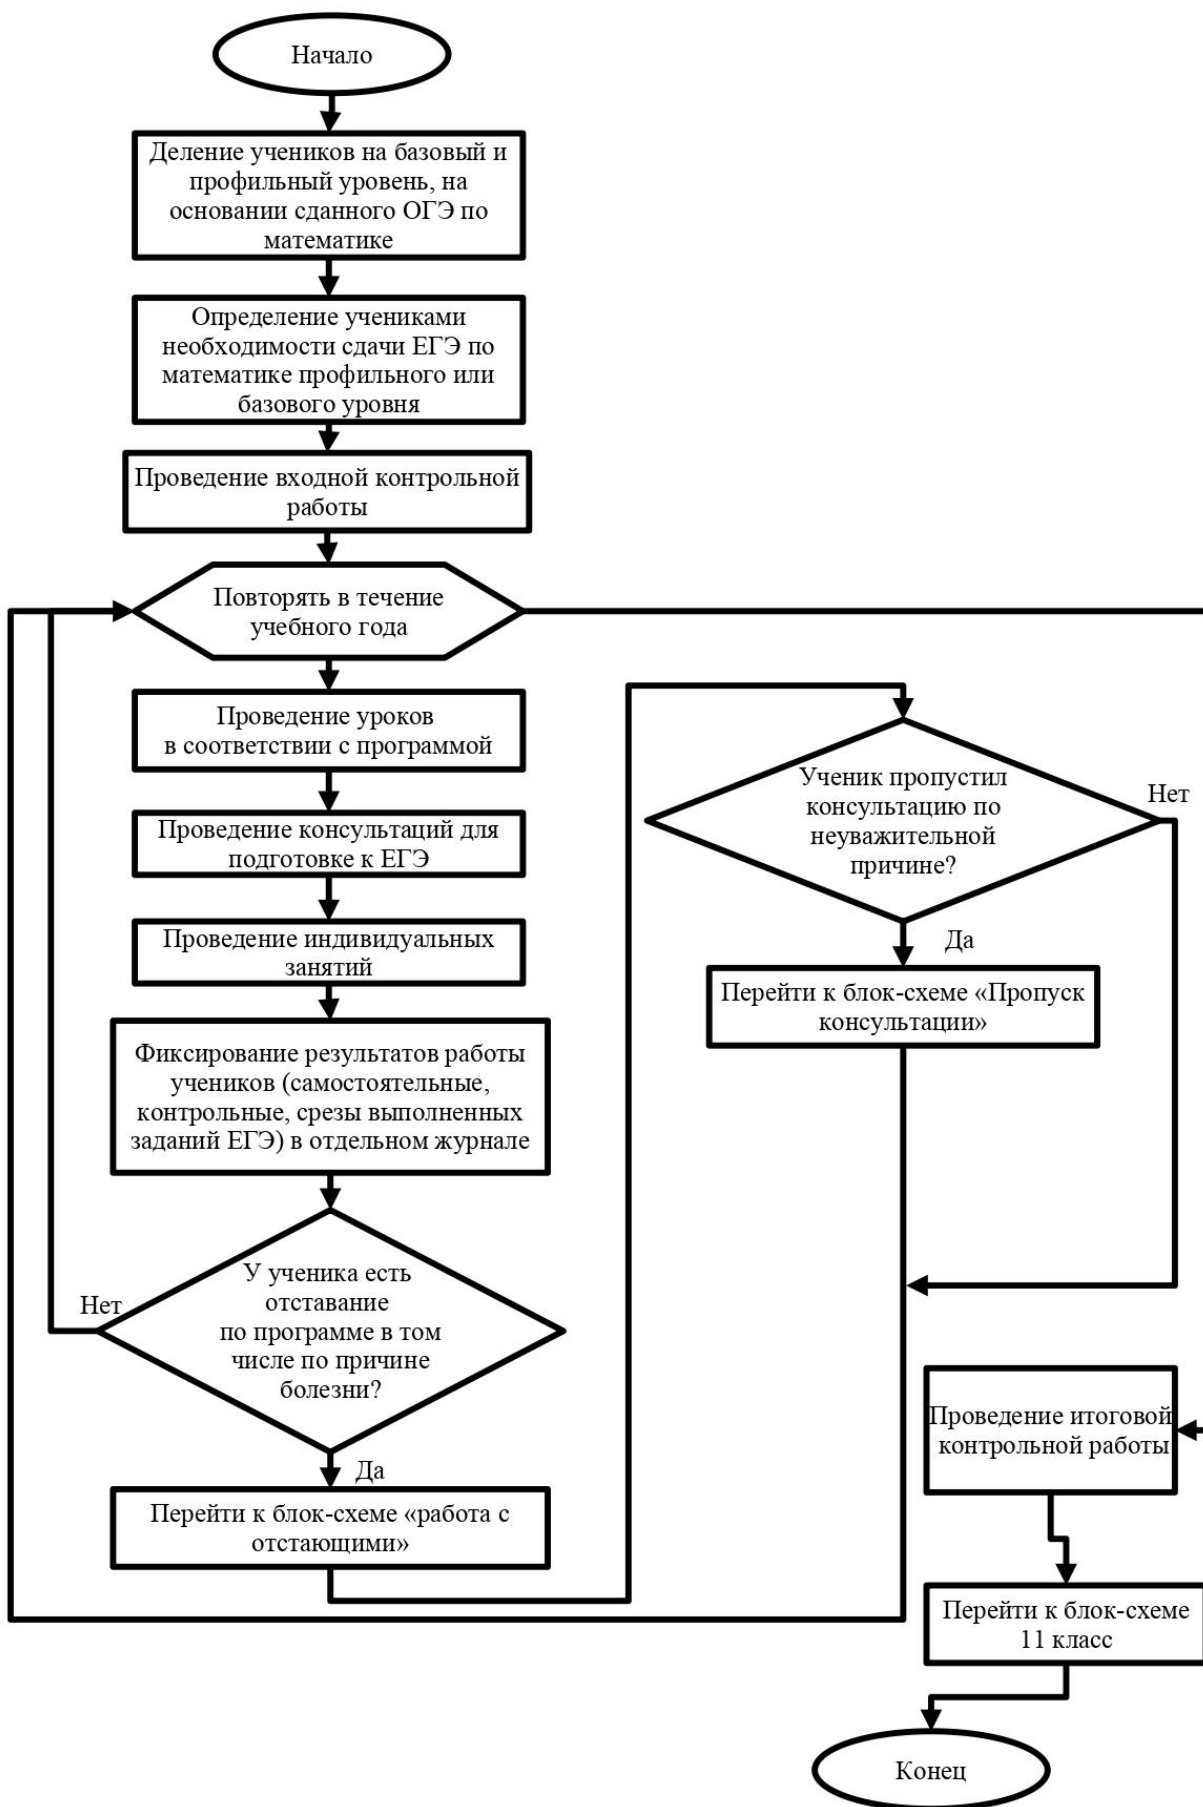 Начало
Деление учеников на базовый и
профильный уровень, на
основании сданного ОГЭ по
математике
Определение учениками
необходимости сдачи ЕГЭ по
математике профильного или
базового уровня
Проведение входной контрольной
работы
Повторять в течение
учебного года
Проведение уроков
в соответствии с программой
Проведение консультаций для
подготовке к ЕГЭ
Проведение индивидуальных
занятий
Фиксирование результатов работы
учеников (самостоятельные,
контрольные, срезы выполненных
заданий ЕГЭ) в отдельном журнале
У ученика есть
отставание
по программе в том
числе по причине
болезни?
Нет
Да
Перейти к блок-схеме «работа с
отстающими»
Ученик пропустил
консультацию по
неуважительной
причине?
Нет
Да
Перейти к блок-схеме «Пропуск
консультации»
Проведение итоговой
контрольной работы
Перейти к блок-схеме
11 класс
Конец